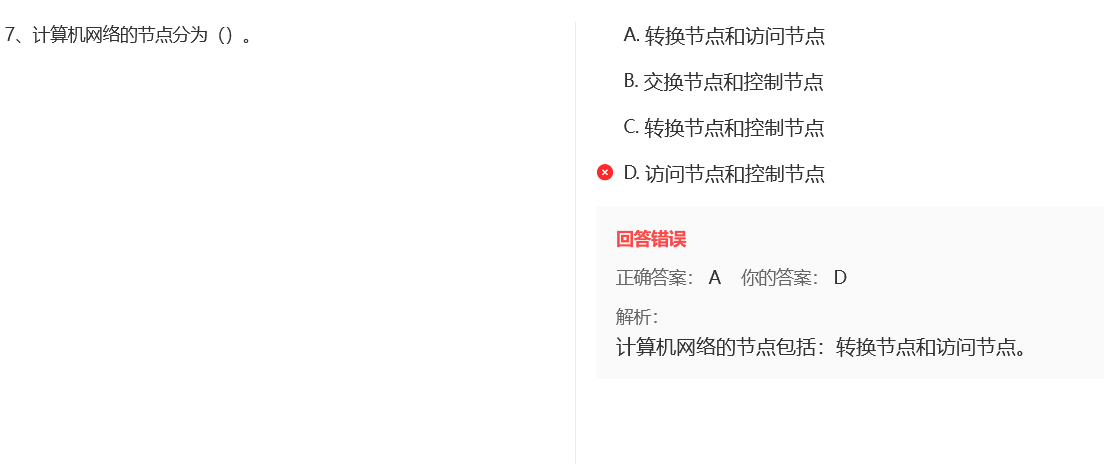 7、计算机网络的节点分为（）。
A. 转换节点和访问节点
B. 交换节点和控制节点
C. 转换节点和控制节点
D. 访问节点和控制节点
回答错误
正确答案： A 你的答案： D
解析：
计算机网络的节点包括：转换节点和访问节点。